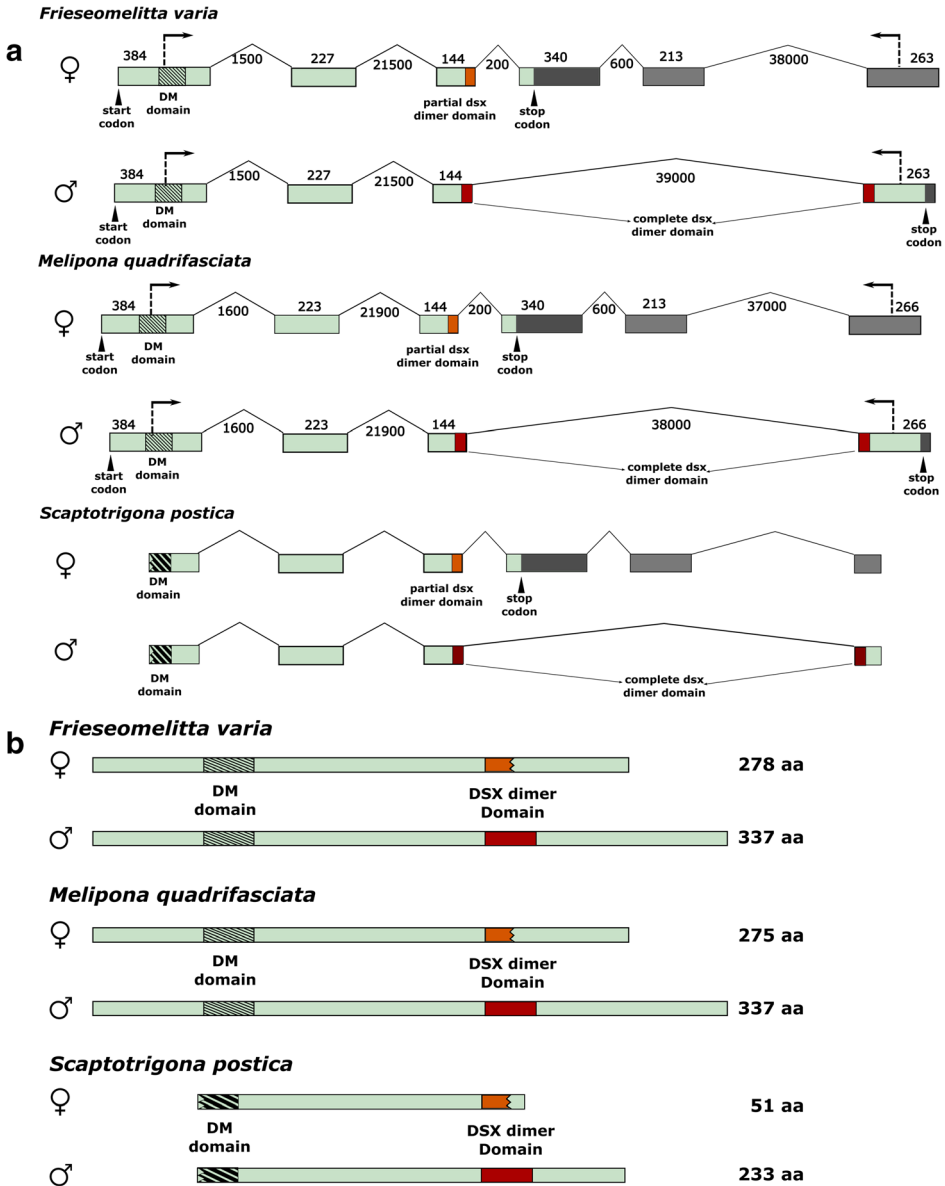 Frieseomelitta varia
a
♀ 384 1500 227 21500 144 200 340 600 213 38000 263
start codon
DM domain
partial dsx dimer domain
stop codon
♂ 384 1500 227 21500 144 39000 263
start codon
DM domain
complete dsx dimer domain
stop codon
Melipona quadrifasciata
♀ 384 1600 223 21900 144 200 340 600 213 37000 266
start codon
DM domain
partial dsx dimer domain
stop codon
♂ 384 1600 223 21900 144 38000 266
start codon
DM domain
complete dsx dimer domain
stop codon
Scaptotrigona postica
♀
DM domain
partial dsx dimer domain
stop codon
♂
DM domain
complete dsx dimer domain
b
Frieseomelitta varia
♀ 278 aa
DM domain
DSX dimer Domain
♂ 337 aa
Melipona quadrifasciata
♀ 275 aa
DM domain
DSX dimer Domain
♂ 337 aa
Scaptotrigona postica
♀ 51 aa
DM domain
DSX dimer Domain
♂ 233 aa